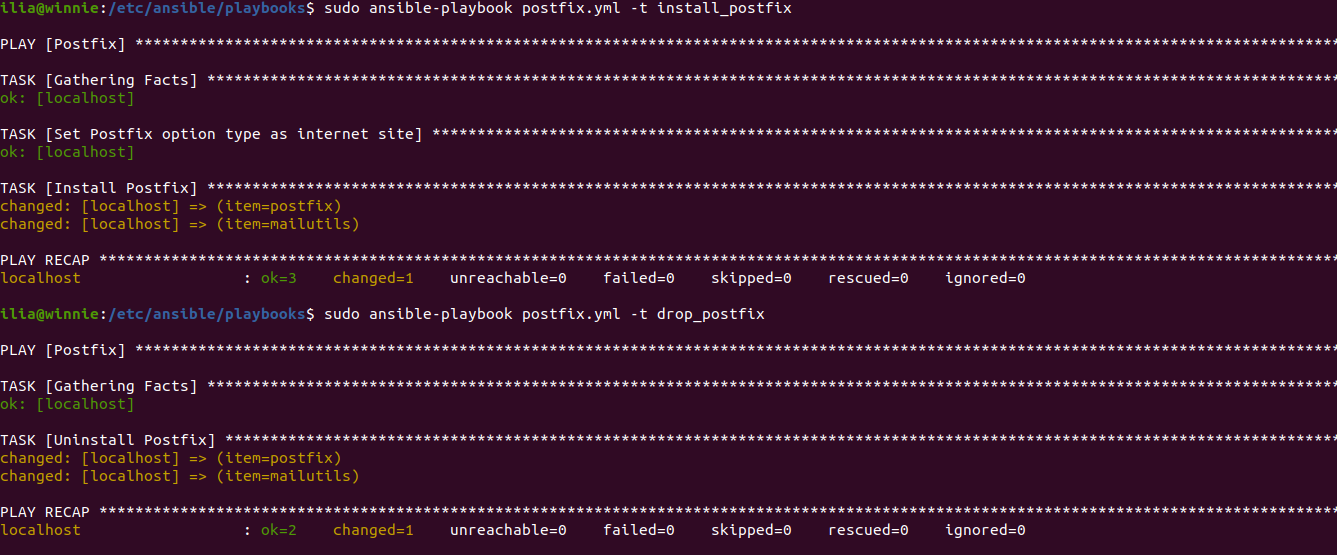 ilia@winnie:/etc/ansible/playbooks$ sudo ansible-playbook postfix.yml -t install_postfix
PLAY [Postfix] ****************************************************************************************************************************************
TASK [Gathering Facts] ********************************************************************************************************************************
ok: [localhost]
TASK [Set Postfix option type as internet site] *******************************************************************************************************
ok: [localhost]
TASK [Install Postfix] ********************************************************************************************************************************
changed: [localhost] => (item=postfix)
changed: [localhost] => (item=mailutils)
PLAY RECAP ********************************************************************************************************************************************
localhost                  : ok=3    changed=1    unreachable=0    failed=0    skipped=0    rescued=0    ignored=0
ilia@winnie:/etc/ansible/playbooks$ sudo ansible-playbook postfix.yml -t drop_postfix
PLAY [Postfix] ****************************************************************************************************************************************
TASK [Gathering Facts] ********************************************************************************************************************************
ok: [localhost]
TASK [Uninstall Postfix] ******************************************************************************************************************************
changed: [localhost] => (item=postfix)
changed: [localhost] => (item=mailutils)
PLAY RECAP ********************************************************************************************************************************************
localhost                  : ok=2    changed=1    unreachable=0    failed=0    skipped=0    rescued=0    ignored=0